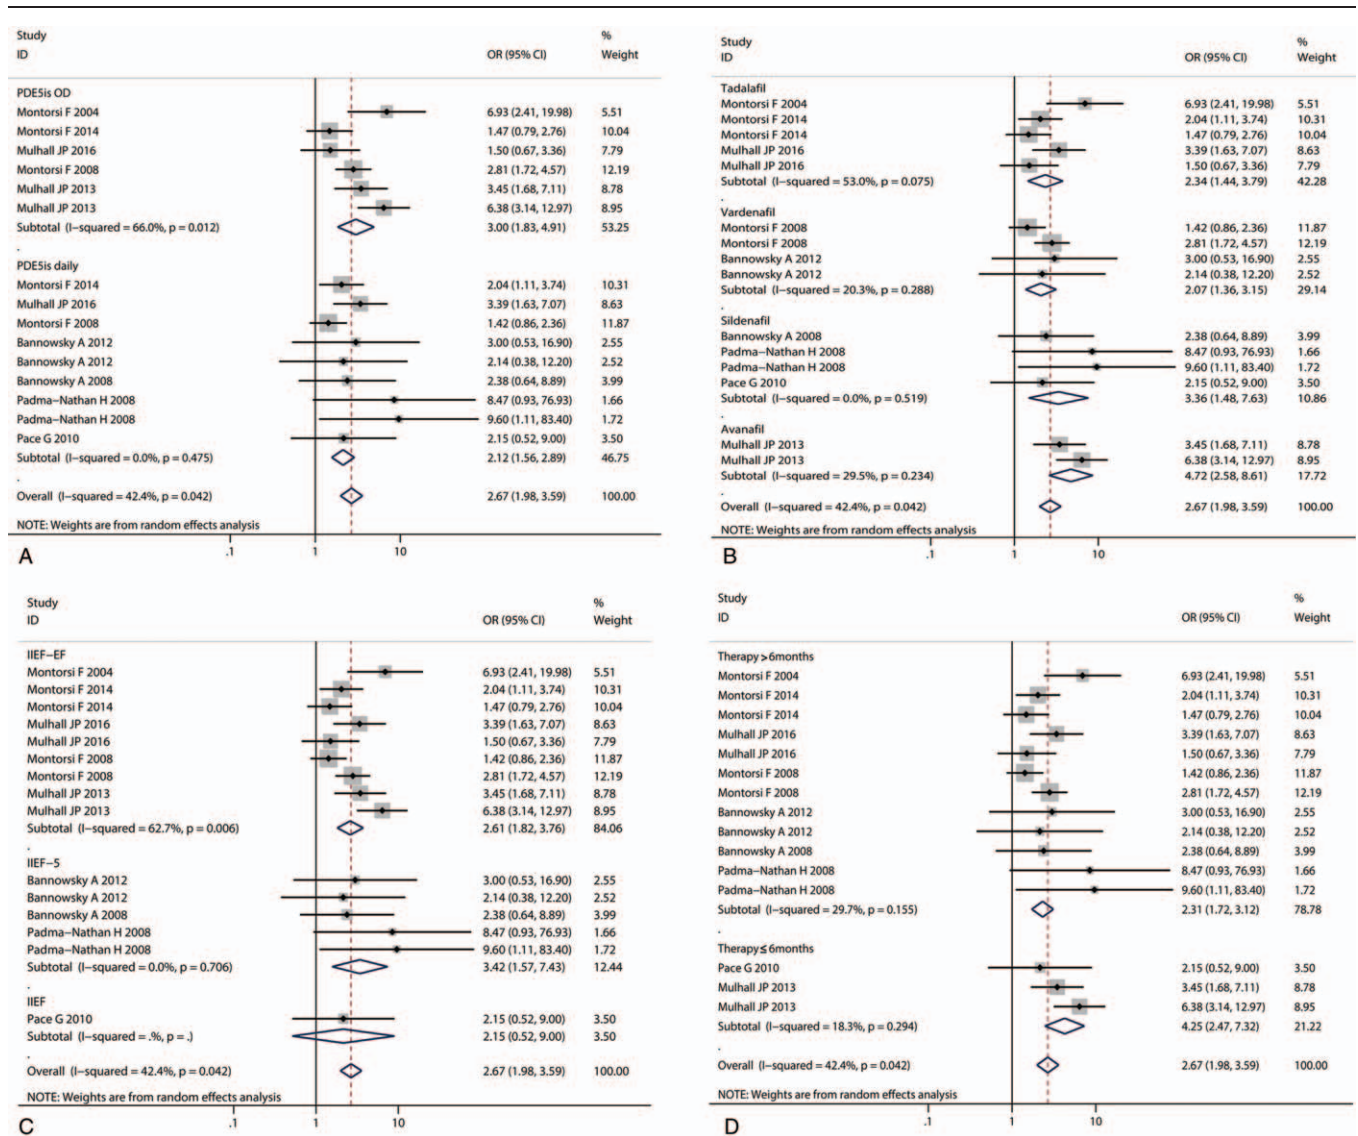 Study %
ID OR (95% CI) Weight
PDE5is OD
Montorsi F 2004 6.93 (2.41, 19.98) 5.51
Montorsi F 2014 1.47 (0.79, 2.76) 10.04
Mulhall JP 2016 1.50 (0.67, 3.36) 7.79
Montorsi F 2008 2.81 (1.72, 4.57) 12.19
Mulhall JP 2013 3.45 (1.68, 7.11) 8.78
Mulhall JP 2013 6.38 (3.14, 12.97) 8.95
Subtotal (I−squared = 66.0%, p = 0.012) 3.00 (1.83, 4.91) 53.25
.
PDE5is daily
Montorsi F 2014 2.04 (1.11, 3.74) 10.31
Mulhall JP 2016 3.39 (1.63, 7.07) 8.63
Montorsi F 2008 1.42 (0.86, 2.36) 11.87
Bannowsky A 2012 3.00 (0.53, 16.90) 2.55
Bannowsky A 2012 2.14 (0.38, 12.20) 2.52
Bannowsky A 2008 2.38 (0.64, 8.89) 3.99
Padma−Nathan H 2008 8.47 (0.93, 76.93) 1.66
Padma−Nathan H 2008 9.60 (1.11, 83.40) 1.72
Pace G 2010 2.15 (0.52, 9.00) 3.50
Subtotal (I−squared = 0.0%, p = 0.475) 2.12 (1.56, 2.89) 46.75
.
Overall (I−squared = 42.4%, p = 0.042) 2.67 (1.98, 3.59) 100.00
NOTE: Weights are from random effects analysis
.1 1 10
A
Study %
ID OR (95% CI) Weight
Tadalafil
Montorsi F 2004 6.93 (2.41, 19.98) 5.51
Montorsi F 2014 2.04 (1.11, 3.74) 10.31
Montorsi F 2014 1.47 (0.79, 2.76) 10.04
Mulhall JP 2016 3.39 (1.63, 7.07) 8.63
Mulhall JP 2016 1.50 (0.67, 3.36) 7.79
Subtotal (I−squared = 53.0%, p = 0.075) 2.34 (1.44, 3.79) 42.28
.
Vardenafil
Montorsi F 2008 1.42 (0.86, 2.36) 11.87
Montorsi F 2008 2.81 (1.72, 4.57) 12.19
Bannowsky A 2012 3.00 (0.53, 16.90) 2.55
Bannowsky A 2012 2.14 (0.38, 12.20) 2.52
Subtotal (I−squared = 20.3%, p = 0.288) 2.07 (1.36, 3.15) 29.14
.
Sildenafil
Bannowsky A 2008 2.38 (0.64, 8.89) 3.99
Padma−Nathan H 2008 8.47 (0.93, 76.93) 1.66
Padma−Nathan H 2008 9.60 (1.11, 83.40) 1.72
Pace G 2010 2.15 (0.52, 9.00) 3.50
Subtotal (I−squared = 0.0%, p = 0.519) 3.36 (1.48, 7.63) 10.86
.
Avanafil
Mulhall JP 2013 3.45 (1.68, 7.11) 8.78
Mulhall JP 2013 6.38 (3.14, 12.97) 8.95
Subtotal (I−squared = 29.5%, p = 0.234) 4.72 (2.58, 8.61) 17.72
.
Overall (I−squared = 42.4%, p = 0.042) 2.67 (1.98, 3.59) 100.00
NOTE: Weights are from random effects analysis
.1 1 10
B
Study %
ID OR (95% CI) Weight
IIEF−EF
Montorsi F 2004 6.93 (2.41, 19.98) 5.51
Montorsi F 2014 2.04 (1.11, 3.74) 10.31
Montorsi F 2014 1.47 (0.79, 2.76) 10.04
Mulhall JP 2016 3.39 (1.63, 7.07) 8.63
Mulhall JP 2016 1.50 (0.67, 3.36) 7.79
Montorsi F 2008 1.42 (0.86, 2.36) 11.87
Montorsi F 2008 2.81 (1.72, 4.57) 12.19
Mulhall JP 2013 3.45 (1.68, 7.11) 8.78
Mulhall JP 2013 6.38 (3.14, 12.97) 8.95
Subtotal (I−squared = 62.7%, p = 0.006) 2.61 (1.82, 3.76) 84.06
.
IIEF−5
Bannowsky A 2012 3.00 (0.53, 16.90) 2.55
Bannowsky A 2012 2.14 (0.38, 12.20) 2.52
Bannowsky A 2008 2.38 (0.64, 8.89) 3.99
Padma−Nathan H 2008 8.47 (0.93, 76.93) 1.66
Padma−Nathan H 2008 9.60 (1.11, 83.40) 1.72
Subtotal (I−squared = 0.0%, p = 0.706) 3.42 (1.57, 7.43) 12.44
.
IIEF
Pace G 2010 2.15 (0.52, 9.00) 3.50
Subtotal (I−squared = .%, p = .) 2.15 (0.52, 9.00) 3.50
.
Overall (I−squared = 42.4%, p = 0.042) 2.67 (1.98, 3.59) 100.00
NOTE: Weights are from random effects analysis
.1 1 10
C
Study %
ID OR (95% CI) Weight
Therapy>6months
Montorsi F 2004 6.93 (2.41, 19.98) 5.51
Montorsi F 2014 2.04 (1.11, 3.74) 10.31
Montorsi F 2014 1.47 (0.79, 2.76) 10.04
Mulhall JP 2016 3.39 (1.63, 7.07) 8.63
Mulhall JP 2016 1.50 (0.67, 3.36) 7.79
Montorsi F 2008 1.42 (0.86, 2.36) 11.87
Montorsi F 2008 2.81 (1.72, 4.57) 12.19
Bannowsky A 2012 3.00 (0.53, 16.90) 2.55
Bannowsky A 2012 2.14 (0.38, 12.20) 2.52
Bannowsky A 2008 2.38 (0.64, 8.89) 3.99
Padma−Nathan H 2008 8.47 (0.93, 76.93) 1.66
Padma−Nathan H 2008 9.60 (1.11, 83.40) 1.72
Subtotal (I−squared = 29.7%, p = 0.155) 2.31 (1.72, 3.12) 78.78
.
Therapy≤6months
Pace G 2010 2.15 (0.52, 9.00) 3.50
Mulhall JP 2013 3.45 (1.68, 7.11) 8.78
Mulhall JP 2013 6.38 (3.14, 12.97) 8.95
Subtotal (I−squared = 18.3%, p = 0.294) 4.25 (2.47, 7.32) 21.22
.
Overall (I−squared = 42.4%, p = 0.042) 2.67 (1.98, 3.59) 100.00
NOTE: Weights are from random effects analysis
.1 1 10
D